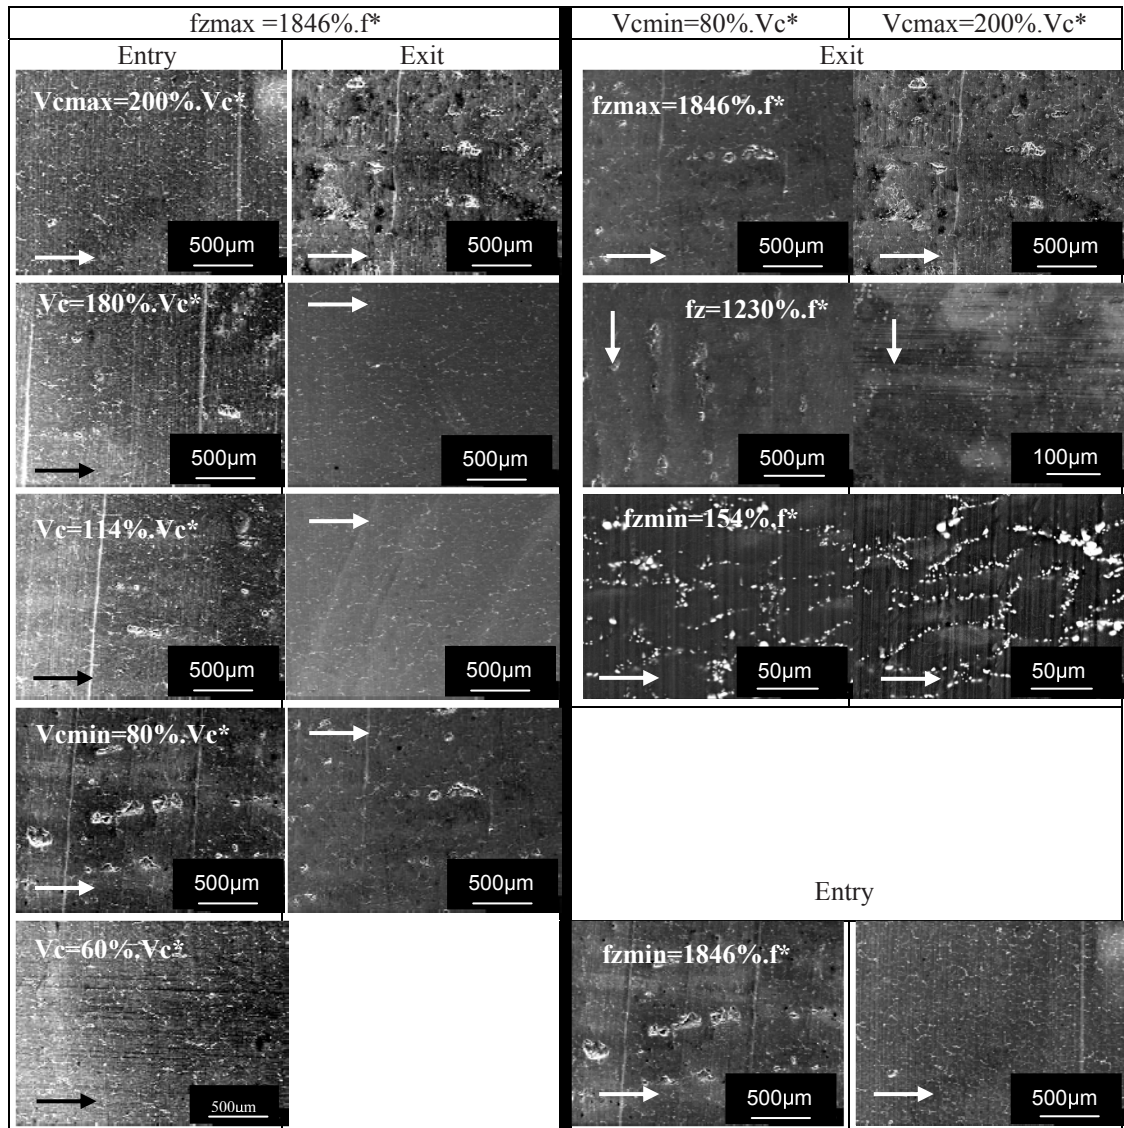 fzmax =1846%.f*
Vcmin=80%.Vc*
Vcmax=200%.Vc*
Entry
Exit
Exit
Vcmax=200%.Vc*
500µm
500µm
fzmax=1846%.f*
500µm
500µm
Vc=180%.Vc*
500µm
500µm
fz=1230%.f*
500µm
100µm
Vc=114%.Vc*
500µm
500µm
fzmin=154%.f*
50µm
50µm
Vcmin=80%.Vc*
500µm
500µm
Entry
Vc=60%.Vc*
500µm
fzmin=1846%.f*
500µm
500µm